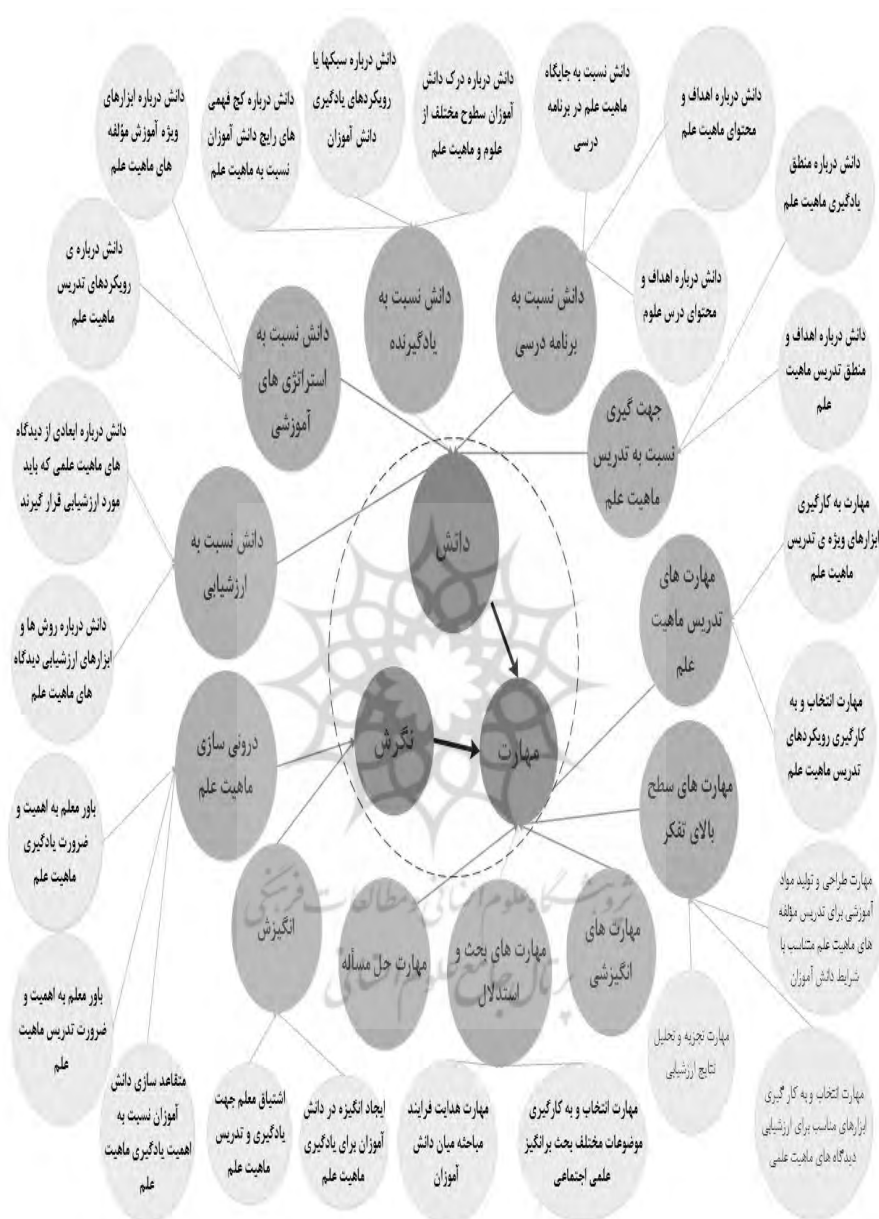 دانش درباره اهداف و
محتوای ماهیت علم
دانش نسبت به جایگاه
ماهیت علم در برنامه
درسی
دانش درباره درک دانش
آموزان سطوح مختلف از
علوم و ماهیت علم
دانش درباره سبکها یا
رویکردهای یادگیری
دانش آموزان
دانش درباره کج فهمی
های رایج دانش آموزان
نسبت به ماهیت علم
دانش درباره ابزارهای
ویژه آموزش مؤلفه
های ماهیت علم
دانش درباره منطق
یادگیری ماهیت علم
دانش درباره اهداف و
محتوای درس علوم
دانش نسبت به
برنامه درسی
دانش نسبت به
یادگیرنده
دانش درباره ی
رویکردهای تدریس
ماهیت علم
دانش نسبت به
استراتژی های
آموزشی
دانش درباره اهداف و
منطق تدریس ماهیت
علم
جهت گیری
نسبت به تدریس
ماهیت علم
دانش درباره ابعادی از دیدگاه
های ماهیت علمی که باید
مورد ارزشیابی قرار گیرند
دانش
مهارت به کارگیری
ابزارهای ویژه ی تدریس
ماهیت علم
مهارت های
تدریس ماهیت
علم
دانش نسبت به
ارزشیابی
دانش درباره روش ها و
ابزارهای ارزشیابی دیدگاه
های ماهیت علم
مهارت انتخاب و به
کارگیری رویکردهای
تدریس ماهیت علم
مهارت
نگرش
درونی سازی
ماهیت علم
مهارت های سطح
بالای تفکر
باور معلم به اهمیت و
ضرورت یادگیری
ماهیت علم
مهارت طراحی و تولید مواد
آموزشی برای تدریس مؤلفه
های ماهیت علم متناسب با
شرایط دانش آموزان
مهارت های
انگیزشی
مهارت های بحث و
استدلال
مهارت حل مسأله
انگیزش
پژوهشگاه علوم انسانی و مطالعات فرهنگی
پرتال جامع علوم انسانی
باور معلم به اهمیت و
ضرورت تدریس ماهیت
علم
مهارت تجزیه و تحلیل
نتایج ارزشیابی
مهارت انتخاب و به کار گیری
ابزارهای مناسب برای ارزشیابی
دیدگاه های ماهیت علمی
مهارت انتخاب و به کارگیری
موضوعات مختلف بحث برانگیز
علمی اجتماعی
مهارت هدایت فرایند
مباحثه میان دانش
آموزان
ایجاد انگیزه در دانش
آموزان برای یادگیری
ماهیت علم
اشتیاق معلم جهت
یادگیری و تدریس
ماهیت علم
متقاعد سازی دانش
آموزان نسبت به
اهمیت یادگیری ماهیت
علم